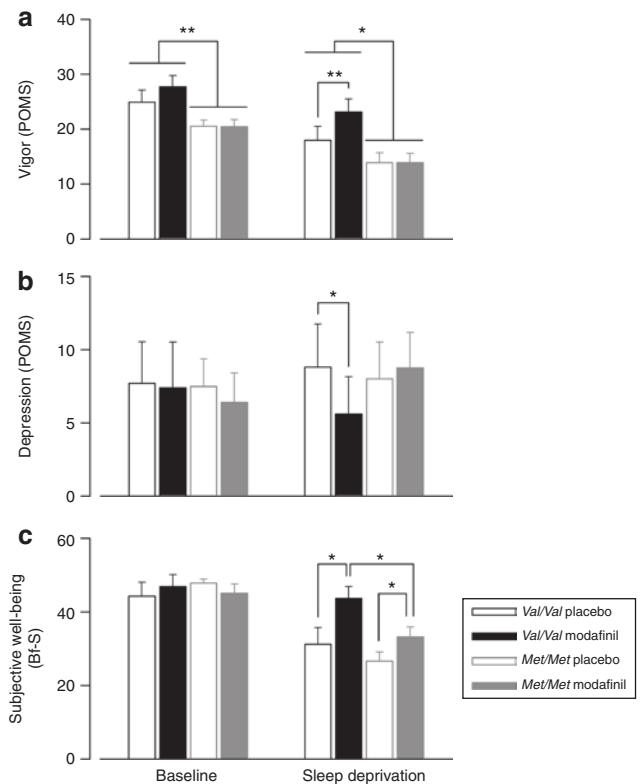 a
40
30
20
10
0
Vigor (POMS)
**
*
**
b
15
10
5
0
Depression (POMS)
*
c
60
40
20
0
Subjective well-being
(Bf-S)
*
*
*
Baseline
Sleep deprivation
Val/Val placebo
Val/Val modafinil
Met/Met placebo
Met/Met modafinil